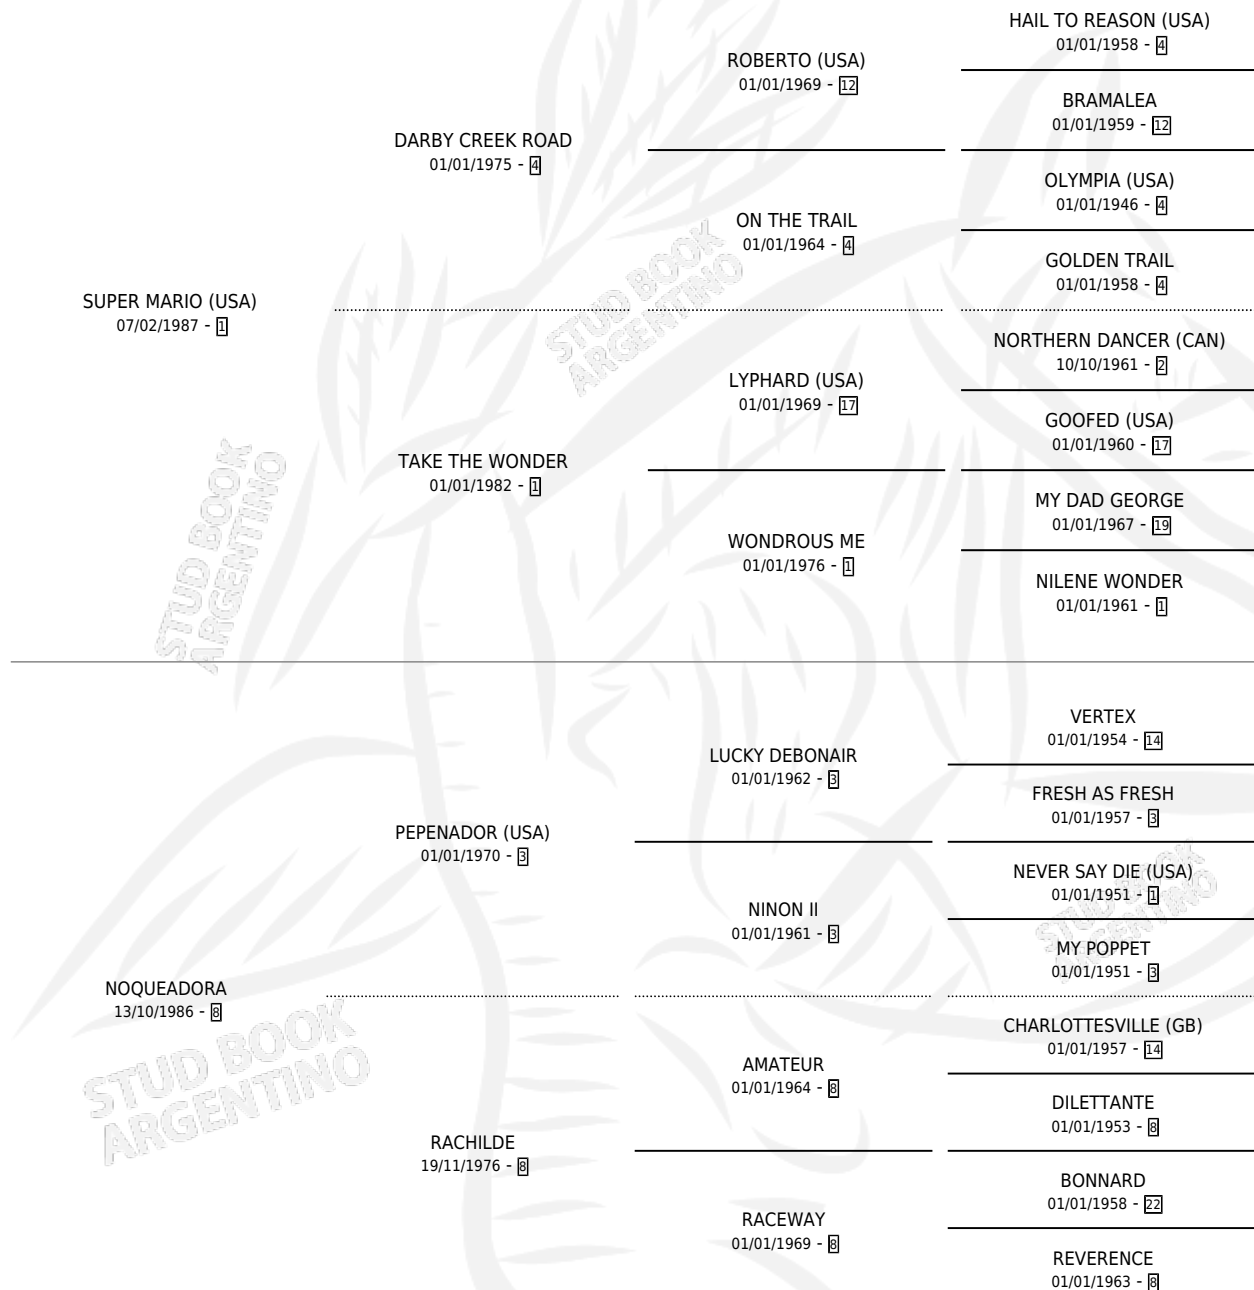 HAIL TO REASON (USA)
01/01/1958 - 4
ROBERTO (USA)
01/01/1969 - 12
BRAMALEA
01/01/1959 - 12
DARBY CREEK ROAD
01/01/1975 - 4
OLYMPIA (USA)
01/01/1946 - 4
ON THE TRAIL
01/01/1964 - 4
GOLDEN TRAIL
01/01/1958 - 4
SUPER MARIO (USA)
07/02/1987 - 1
NORTHERN DANCER (CAN)
10/10/1961 - 2
LYPHARD (USA)
01/01/1969 - 17
GOOFED (USA)
01/01/1960 - 17
TAKE THE WONDER
01/01/1982 - 1
MY DAD GEORGE
01/01/1967 - 19
WONDROUS ME
01/01/1976 - 1
NILENE WONDER
01/01/1961 - 1
VERTEX
01/01/1954 - 14
LUCKY DEBONAIR
01/01/1962 - 3
FRESH AS FRESH
01/01/1957 - 3
PEPENADOR (USA)
01/01/1970 - 3
NEVER SAY DIE (USA)
01/01/1951 - 1
NINON II
01/01/1961 - 3
MY POPPET
01/01/1951 - 3
NOQUEADORA
13/10/1986 - 8
CHARLOTTESVILLE (GB)
01/01/1957 - 14
AMATEUR
01/01/1964 - 8
DILETTANTE
01/01/1953 - 8
RACHILDE
19/11/1976 - 8
BONNARD
01/01/1958 - 22
RACEWAY
01/01/1969 - 8
REVERENCE
01/01/1963 - 8
STUD BOOK
ARGENTINO
STUD BOOK
ARGENTINO
STUD BOOK
ARGENTINO
STUD BOOK
ARGENTINO